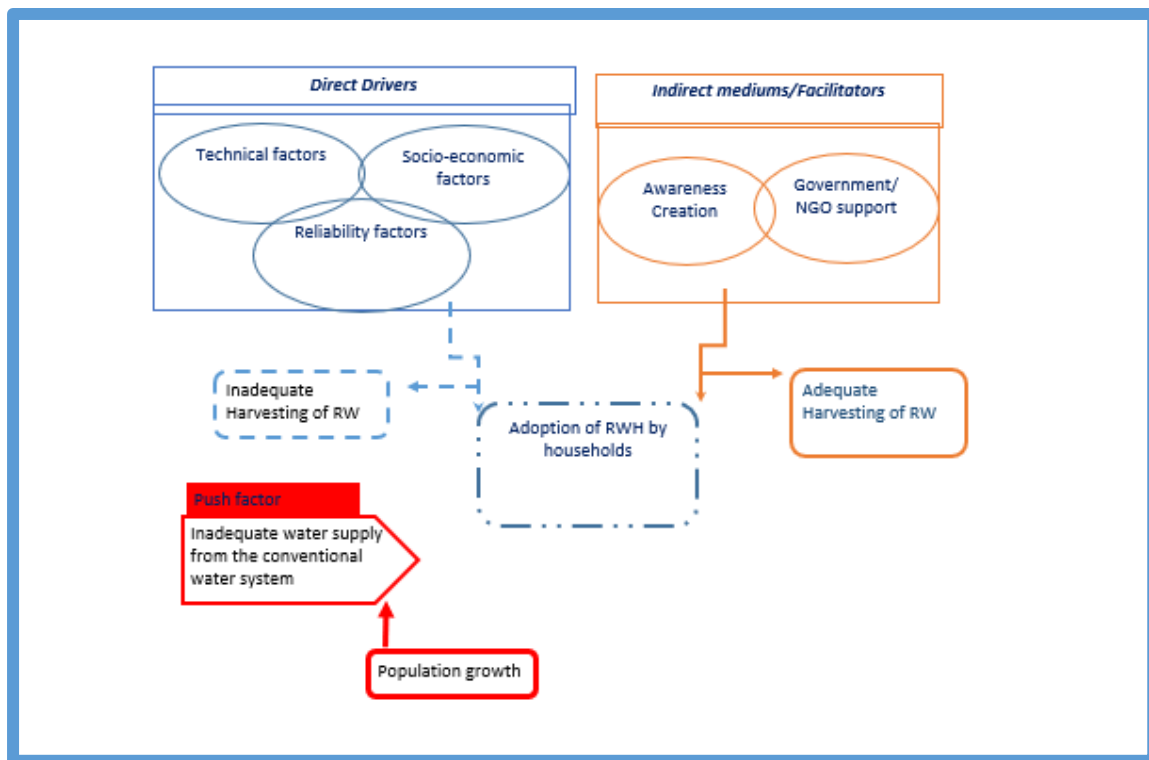 Direct Drivers
Technical factors
Socio-economic
factors
Reliability factors
Indirect mediums/Facilitators
Awareness
Creation
Government/
NGO support
Inadequate
Harvesting of RW
Adoption of RWH by
households
Adequate
Harvesting of RW
Push factor
Inadequate water supply
from the conventional
water system
Population growth